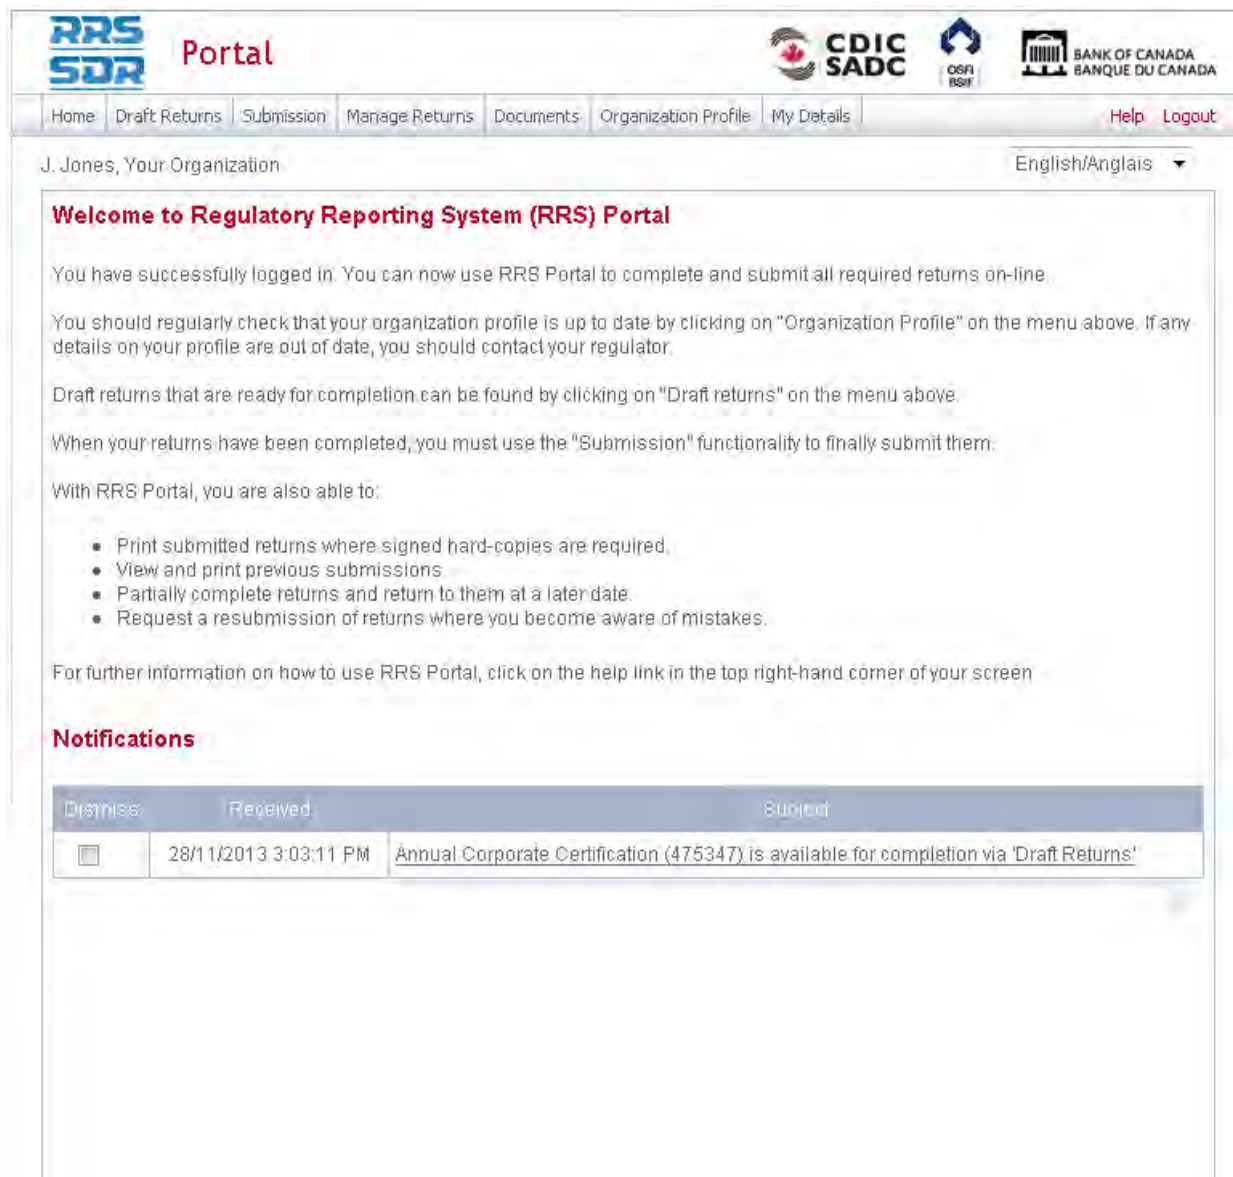 RRS
SDR
Portal
CDIC
SADC
OSFI
BSIF
BANK OF CANADA
BANQUE DU CANADA
Home Draft Returns Submission Manage Returns Documents Organization Profile My Details Help Logout
J. Jones, Your Organization English/Anglais
Welcome to Regulatory Reporting System (RRS) Portal
You have successfully logged in. You can now use RRS Portal to complete and submit all required returns on-line.
You should regularly check that your organization profile is up to date by clicking on "Organization Profile" on the menu above. If any
details on your profile are out of date, you should contact your regulator.
Draft returns that are ready for completion can be found by clicking on "Draft returns" on the menu above.
When your returns have been completed, you must use the "Submission" functionality to finally submit them.
With RRS Portal, you are also able to:
• Print submitted returns where signed hard-copies are required.
• View and print previous submissions.
• Partially complete returns and return to them at a later date.
• Request a resubmission of returns where you become aware of mistakes.
For further information on how to use RRS Portal, click on the help link in the top right-hand corner of your screen
Notifications
Dismiss Received Subject
28/11/2013 3:03:11 PM Annual Corporate Certification (475347) is available for completion via 'Draft Returns'